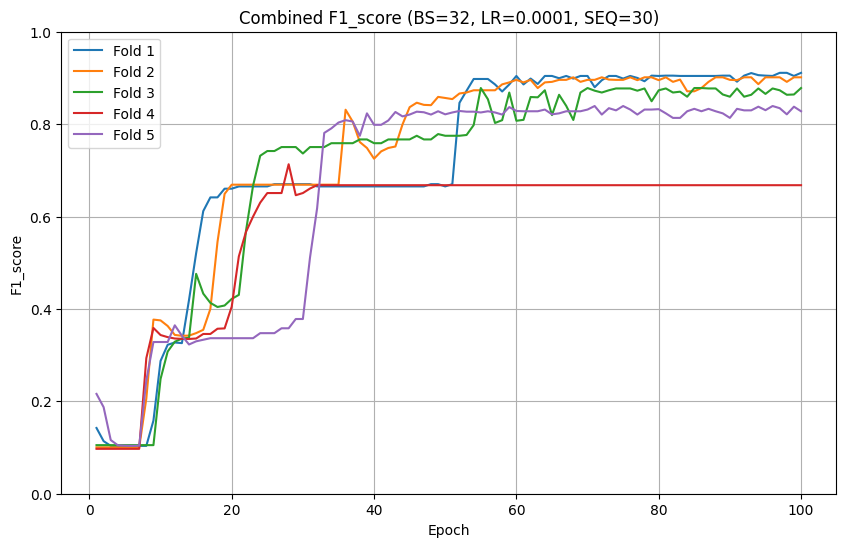 Combined F1_score (BS=32, LR=0.0001, SEQ=30)
Fold 1
Fold 2
Fold 3
Fold 4
Fold 5
F1_score
1.0
0.8
0.6
0.4
0.2
0.0
0 20 40 60 80 100
Epoch